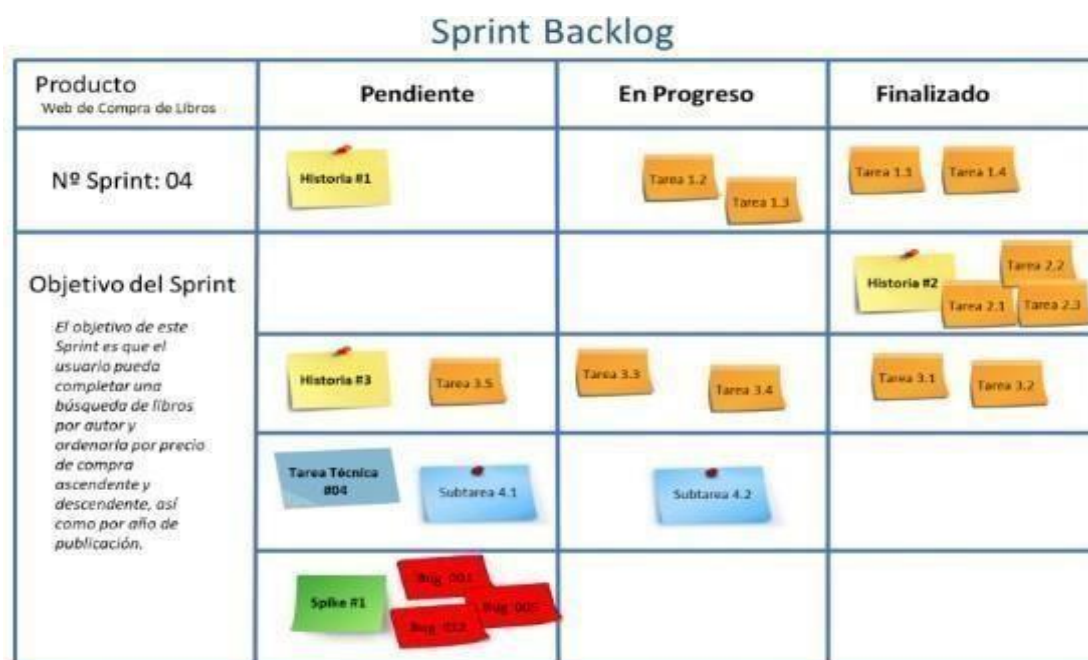 Sprint Backlog
Producto
Web de Compra de Libros
Pendiente
En Progreso
Finalizado
Nº Sprint: 04
Historia #1
Tarea 1.2
Tarea 1.3
Tarea 1.1
Tarea 1.4
Objetivo del Sprint
El objetivo de este
Sprint es que el
usuario pueda
completar una
búsqueda de libros
por autor y
ordenarla por precio
de compra
ascendente y
descendente, así
como por año de
publicación.
Historia #2
Tarea 2.2
Tarea 2.1
Tarea 2.3
Historia #3
Tarea 3.5
Tarea 3.3
Tarea 3.4
Tarea 3.1
Tarea 3.2
Tarea Técnica
#04
Subtarea 4.1
Subtarea 4.2
Spike #1
Bug
Bug
Bug